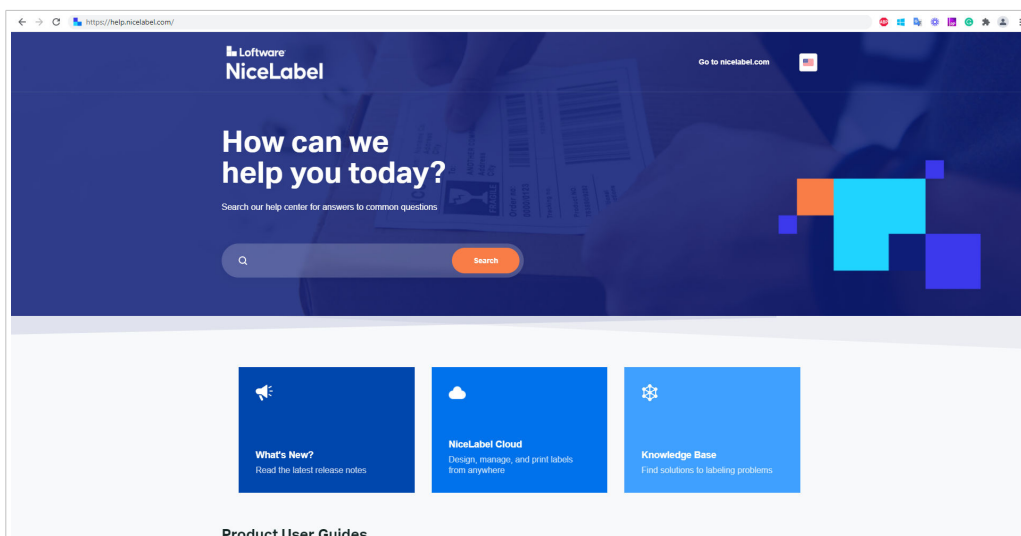 https://help.nicelabel.com/
ABP
Loftware
NiceLabel
Go to nicelabel.com
How can we
help you today?
Search our help center for answers to common questions
Search
What's New?
Read the latest release notes
NiceLabel Cloud
Design, manage, and print labels
from anywhere
Knowledge Base
Find solutions to labeling problems
Product User Guides